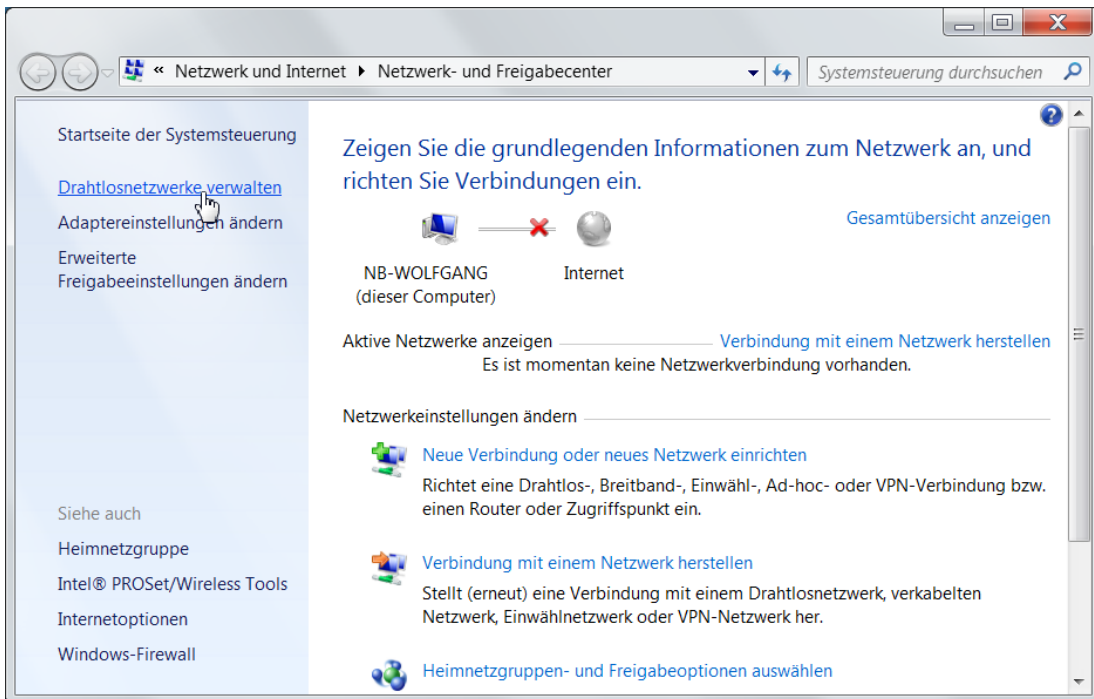 « Netzwerk und Internet ▸ Netzwerk- und Freigabecenter
Systemsteuerung durchsuchen
Startseite der Systemsteuerung
Drahtlosnetzwerke verwalten
Adaptereinstellungen ändern
Erweiterte
Freigabeeinstellungen ändern
Siehe auch
Heimnetzgruppe
Intel® PROSet/Wireless Tools
Internetoptionen
Windows-Firewall
Zeigen Sie die grundlegenden Informationen zum Netzwerk an, und
richten Sie Verbindungen ein.
Gesamtübersicht anzeigen
NB-WOLFGANG
(dieser Computer)
Internet
Aktive Netzwerke anzeigen
Verbindung mit einem Netzwerk herstellen
Es ist momentan keine Netzwerkverbindung vorhanden.
Netzwerkeinstellungen ändern
Neue Verbindung oder neues Netzwerk einrichten
Richtet eine Drahtlos-, Breitband-, Einwähl-, Ad-hoc- oder VPN-Verbindung bzw.
einen Router oder Zugriffspunkt ein.
Verbindung mit einem Netzwerk herstellen
Stellt (erneut) eine Verbindung mit einem Drahtlosnetzwerk, verkabelten
Netzwerk, Einwählnetzwerk oder VPN-Netzwerk her.
Heimnetzgruppen- und Freigabeoptionen auswählen